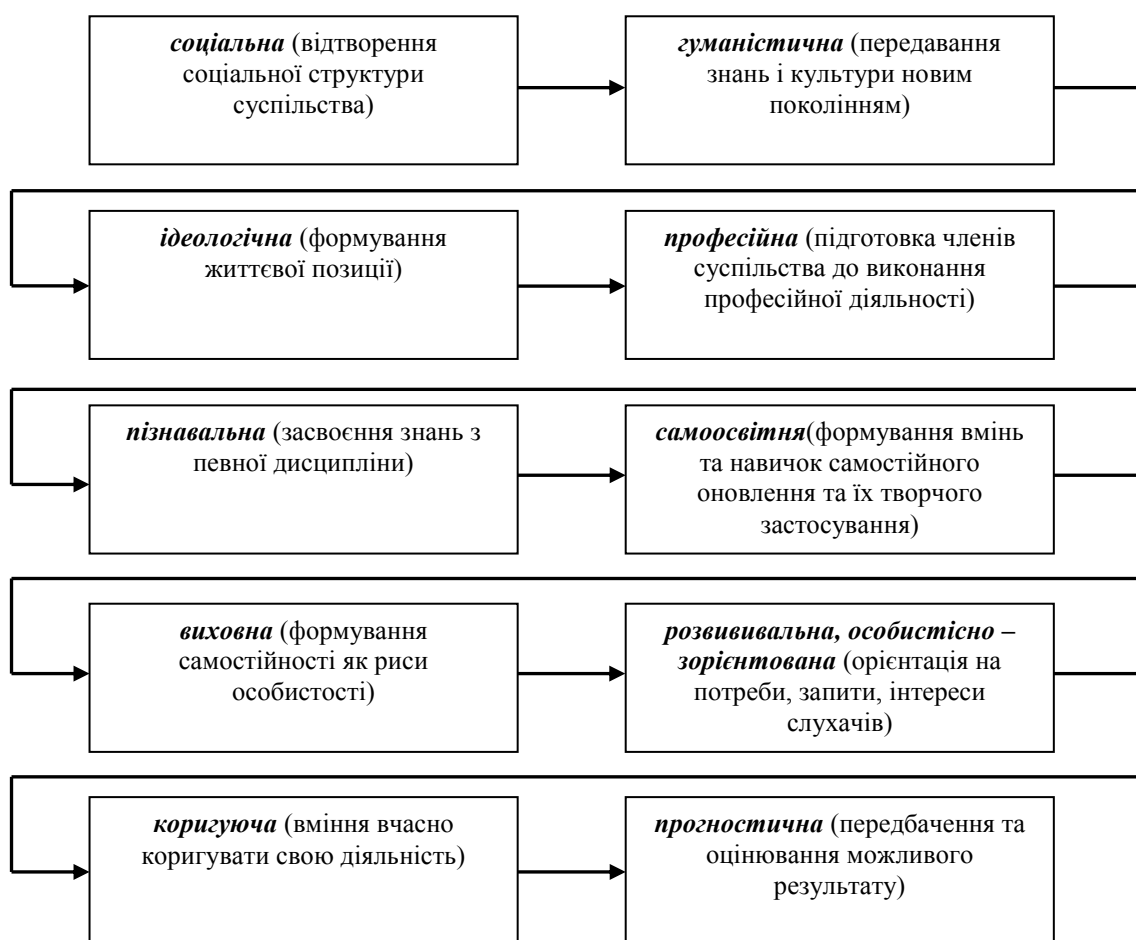 соціальна (відтворення
соціальної структури
суспільства)
гуманістична (передавання
знань і культури новим
поколінням)
ідеологічна (формування
життєвої позиції)
професійна (підготовка членів
суспільства до виконання
професійної діяльності)
пізнавальна (засвоєння знань з
певної дисципліни)
самоосвітня(формування вмінь
та навичок самостійного
оновлення та їх творчого
застосування)
виховна (формування
самостійності як риси
особистості)
розвививальна, особистісно –
зорієнтована (орієнтація на
потреби, запити, інтереси
слухачів)
коригуюча (вміння вчасно
коригувати свою діяльність)
прогностична (передбачення та
оцінювання можливого
результату)